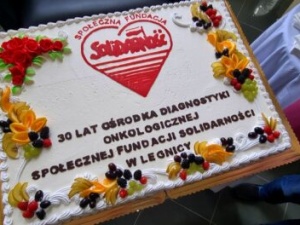 SPOŁECZNA FUNDACJA
SOLIDARNOŚĆ
30 LAT OŚRODKA DIAGNOSTYKI
ONKOLOGICZNEJ
SPOŁECZNEJ FUNDACJI SOLIDARNOŚCI
W LEGNICY